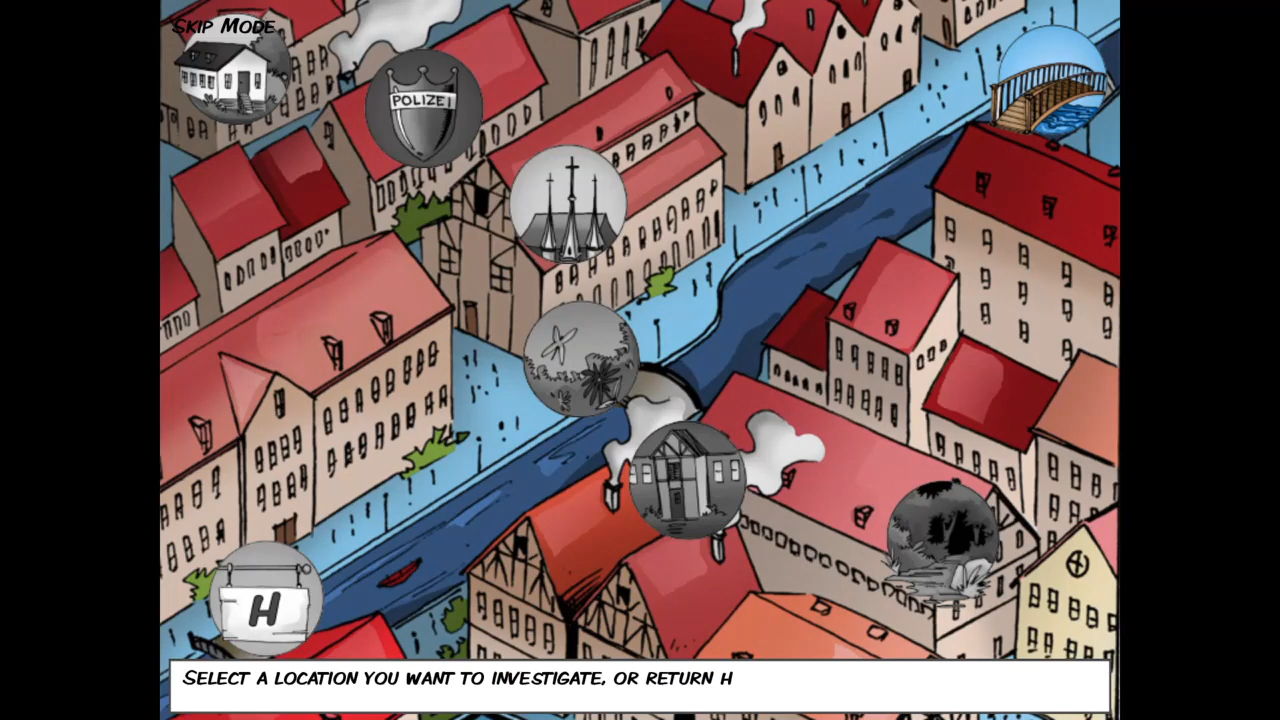 Skip Mode
POLIZEI
H
Select a location you want to investigate, or return h